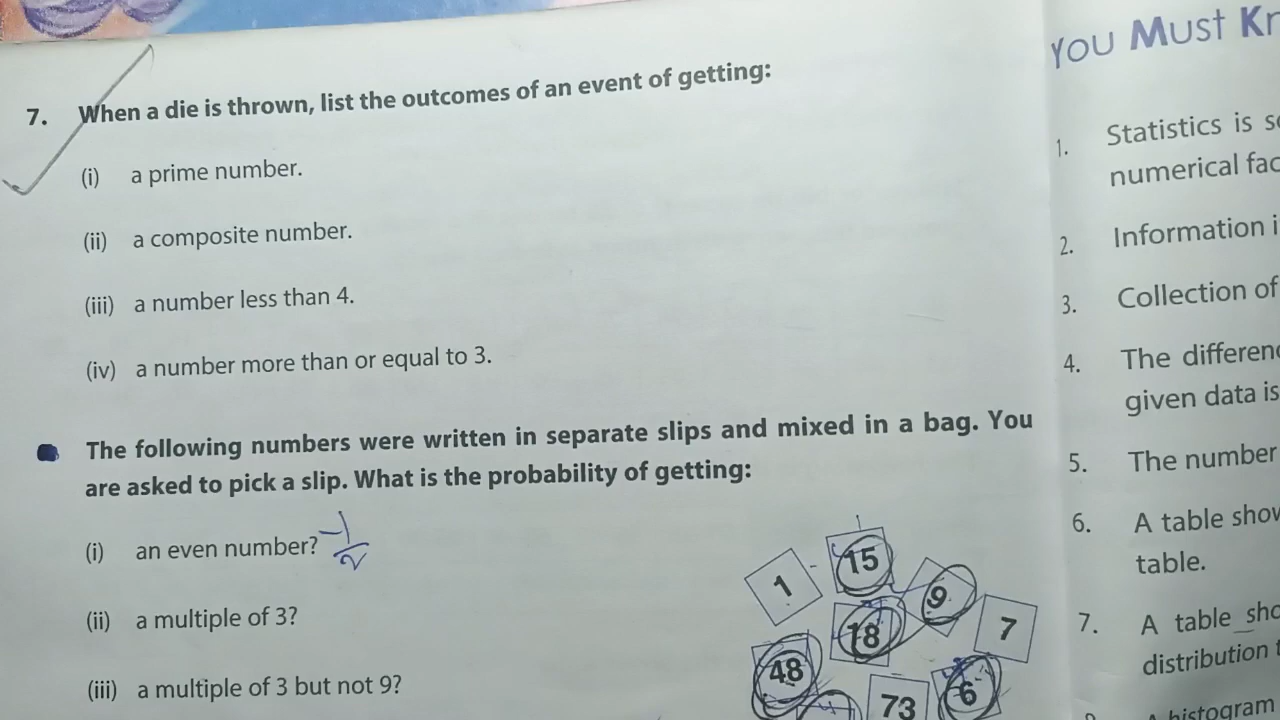 7. When a die is thrown, list the outcomes of an event of getting:
(i) a prime number.
(ii) a composite number.
(iii) a number less than 4.
(iv) a number more than or equal to 3.
The following numbers were written in separate slips and mixed in a bag. You
are asked to pick a slip. What is the probability of getting:
(i) an even number? 1/2
(ii) a multiple of 3?
(iii) a multiple of 3 but not 9?
1
15
9
18
7
48
73
6
You Must
1. Statistics is
numerical
2. Information
3. Collection of
4. The
given data is
5. The number
6. A table
table.
7. A table
distribution
histogram